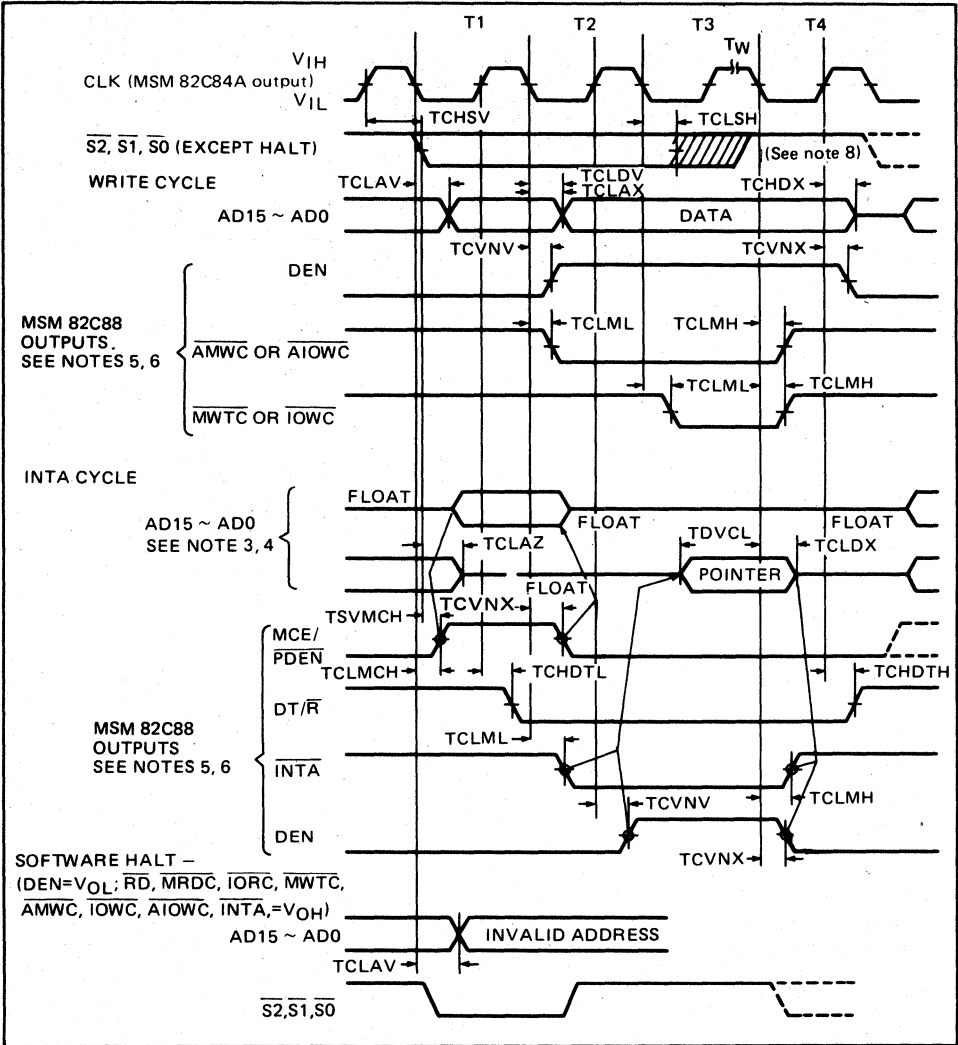 T1 T2 T3 T4
TW
VIH
CLK (MSM 82C84A output)
VIL
TCHSV
TCLSH
S2, S1, S0 (EXCEPT HALT)
(See note 8)
WRITE CYCLE
TCLAV
TCLDV
TCLAX
TCHDX
AD15 ~ AD0
DATA
TCVNV
TCVNX
DEN
MSM 82C88
OUTPUTS.
SEE NOTES 5, 6
TCLML
TCLMH
AMWC OR AIOWC
TCLML
TCLMH
MWTC OR IOWC
INTA CYCLE
FLOAT
FLOAT
FLOAT
AD15 ~ AD0
SEE NOTE 3, 4
TCLAZ
TDVCL
TCLDX
FLOAT
POINTER
TSVMCH
TCVNX
MCE/
PDEN
TCLMCH
TCHDTL
TCHDTH
DT/R
MSM 82C88
OUTPUTS
SEE NOTES 5, 6
TCLML
INTA
TCLMH
TCVNV
DEN
TCVNX
SOFTWARE HALT –
(DEN=VOL; RD, MRDC, IORC, MWTC,
AMWC, IOWC, AIOWC, INTA,=VOH)
AD15 ~ AD0
INVALID ADDRESS
TCLAV
S2,S1,S0